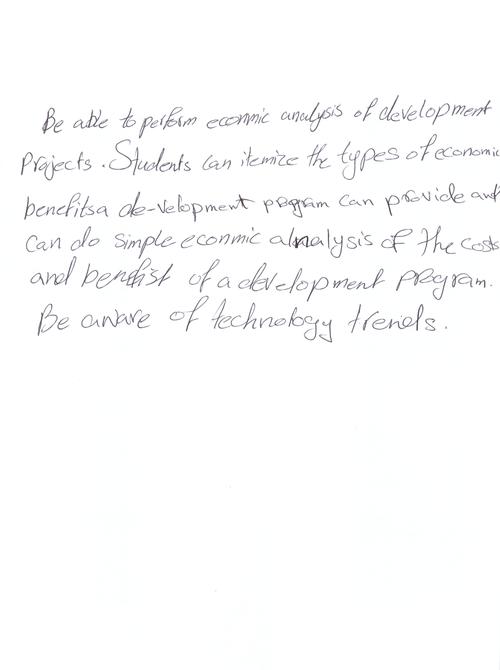 Be able to perform econmic analysis of development
Projects. Students can itemize the types of economic
benefitsa de-velopment program can provide and
can do simple econmic alnalysis of the costs
and benefist of a development program.
Be aware of technology trends.